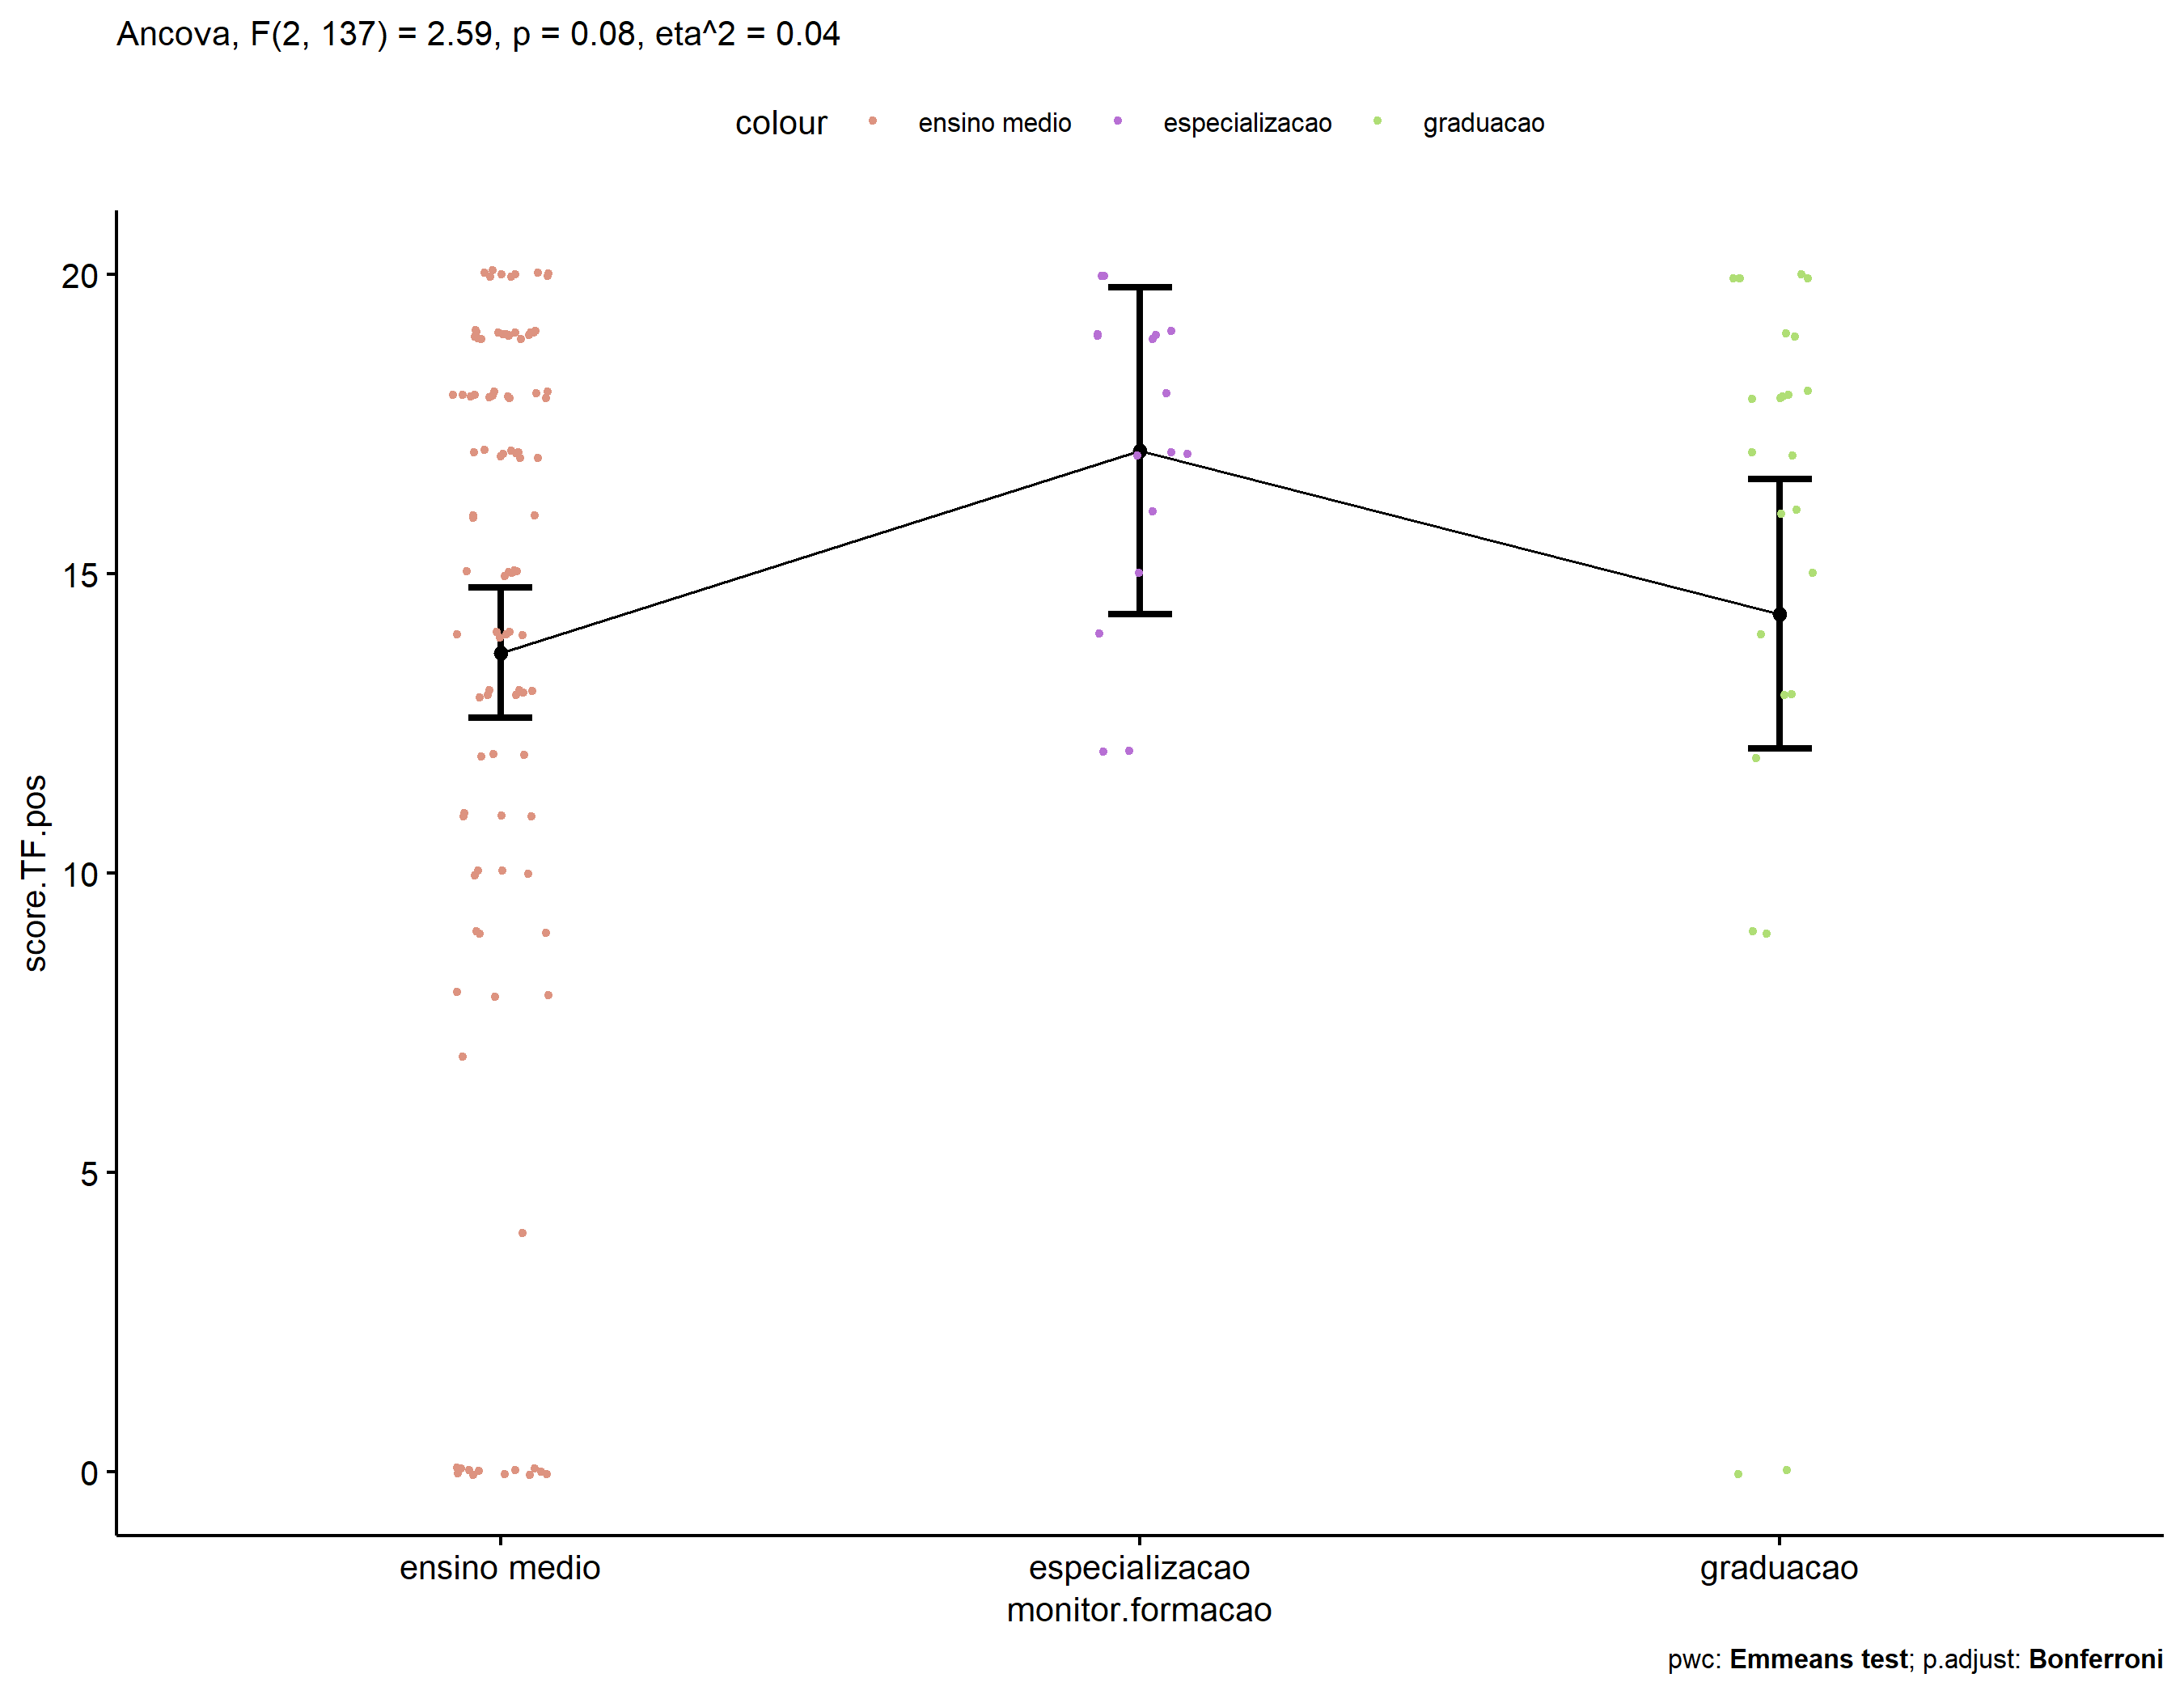 Ancova, F(2, 137) = 2.59, p = 0.08, eta^2 = 0.04
colour ensino medio especializacao graduacao
score.TF.pos
20
15
10
5
0
ensino medio especializacao graduacao
monitor.formacao
pwc: Emmeans test; p.adjust: Bonferroni